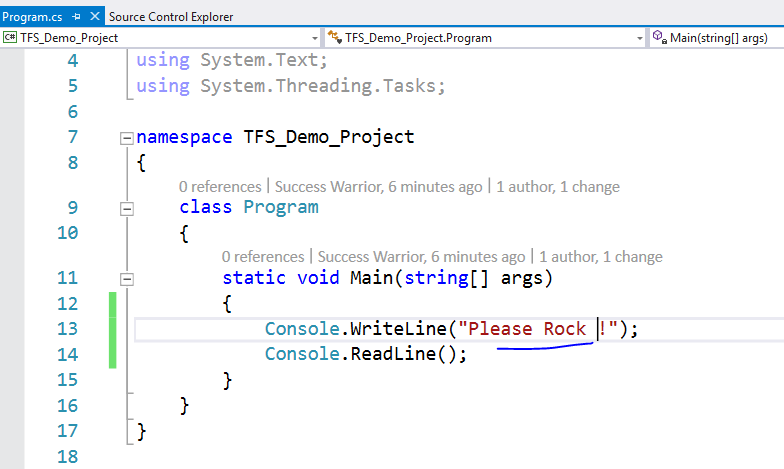 Program.cs Source Control Explorer
C# TFS_Demo_Project TFS_Demo_Project.Program Main(string[] args)
4 using System.Text;
5 using System.Threading.Tasks;
6
7 namespace TFS_Demo_Project
8 {
0 references | Success Warrior, 6 minutes ago | 1 author, 1 change
9 class Program
10 {
0 references | Success Warrior, 6 minutes ago | 1 author, 1 change
11 static void Main(string[] args)
12 {
13 Console.WriteLine("Please Rock !");
14 Console.ReadLine();
15 }
16 }
17 }
18